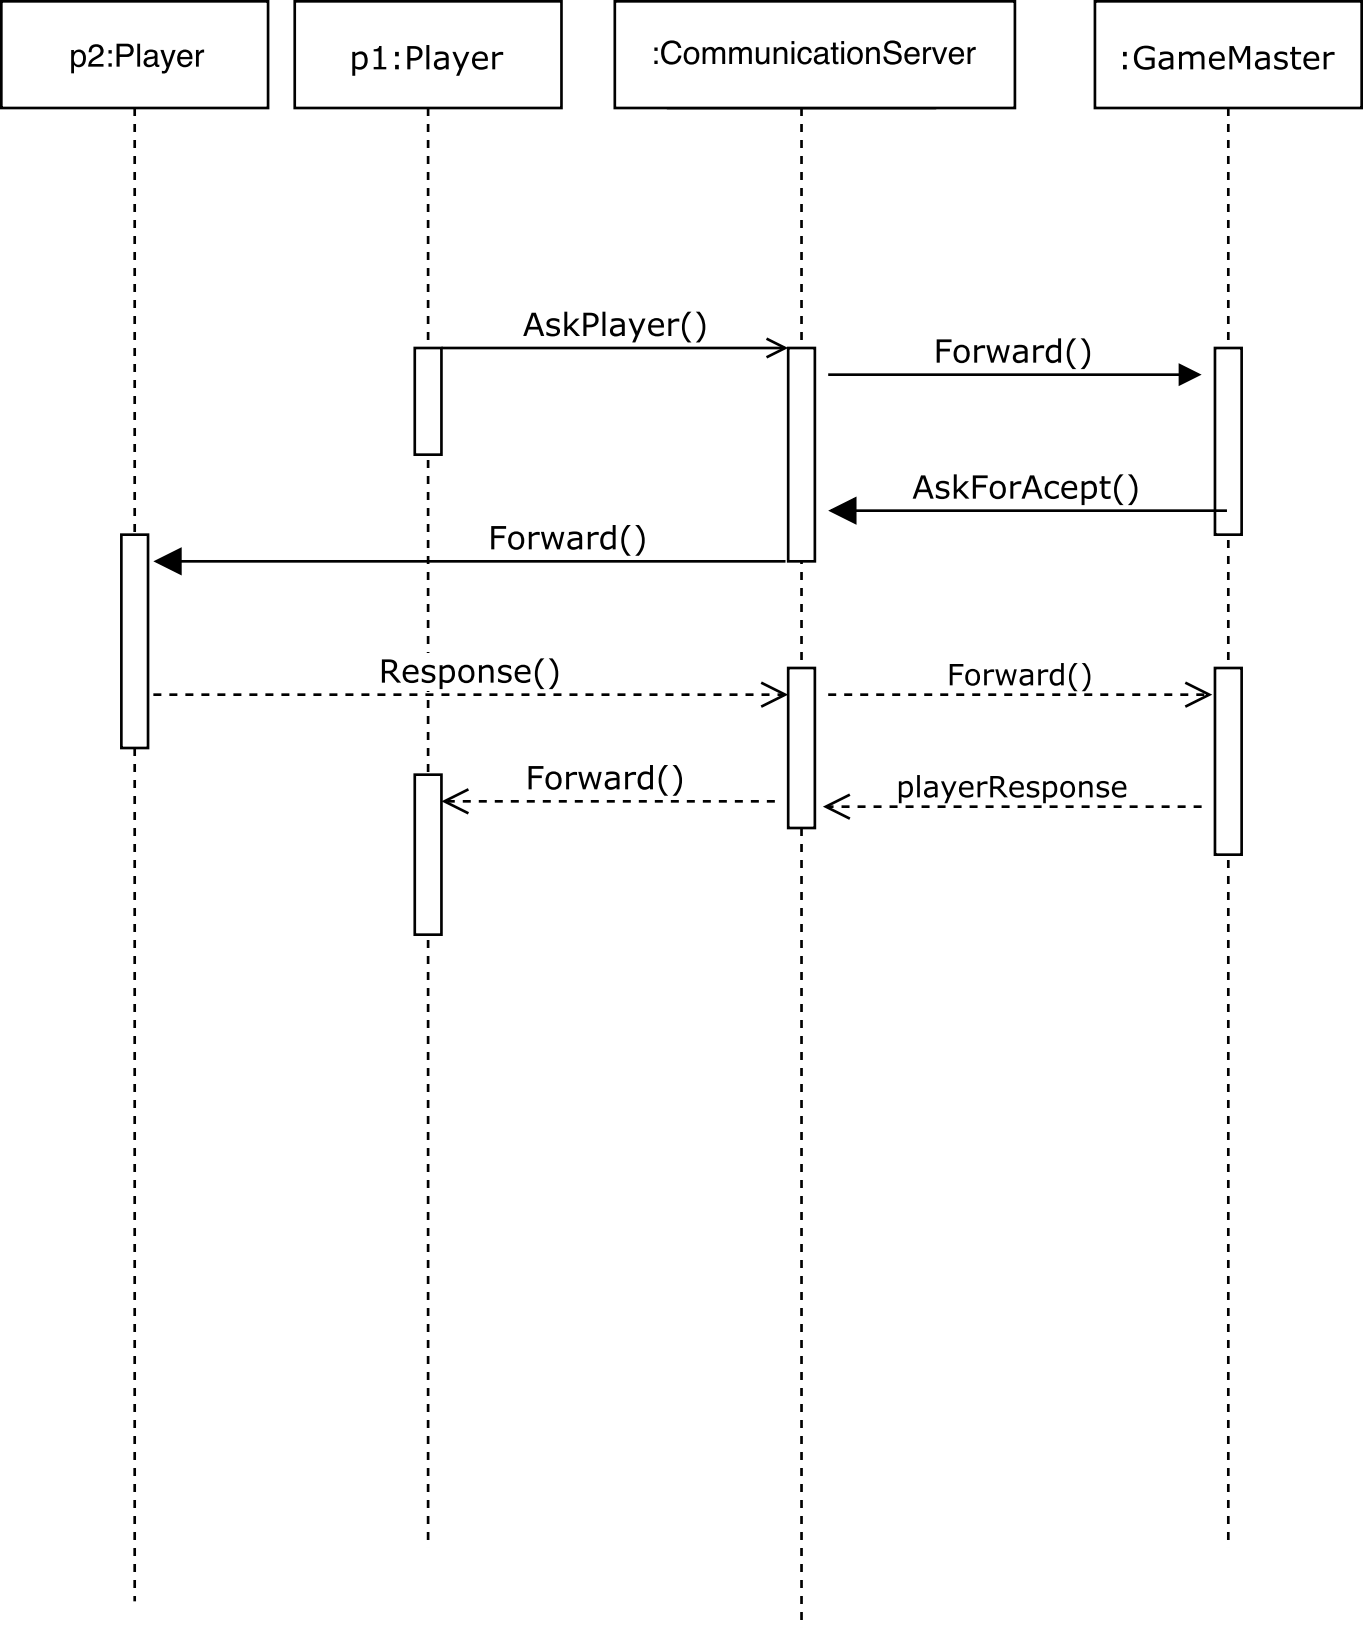 p2:Player
p1:Player
:CommunicationServer
:GameMaster
AskPlayer()
Forward()
AskForAcept()
Forward()
Response()
Forward()
Forward()
playerResponse